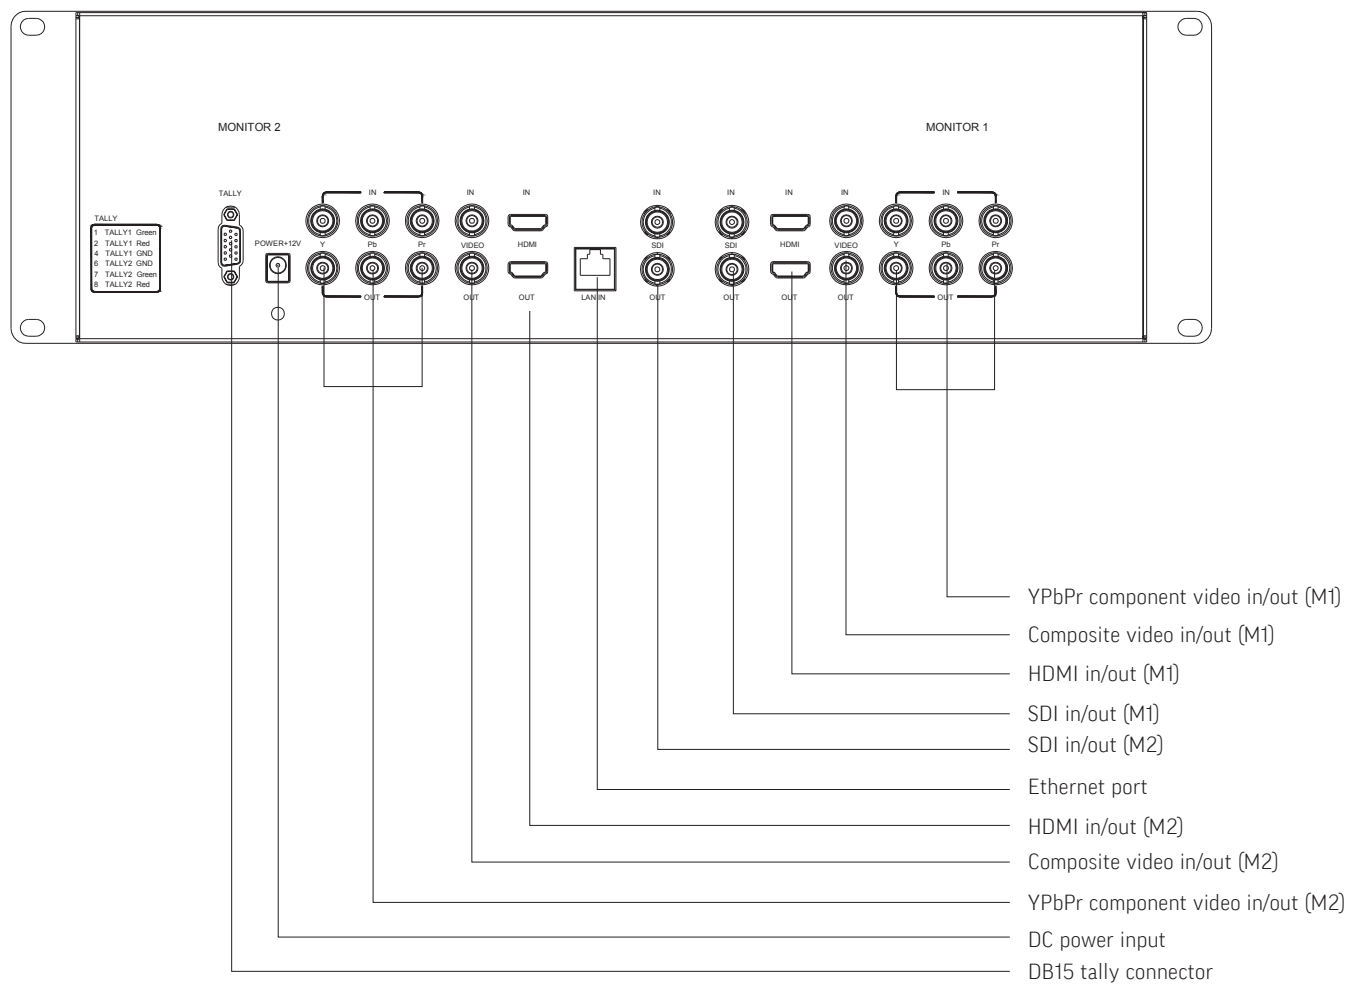 MONITOR 2 MONITOR 1
TALLY IN IN IN IN IN IN IN IN
TALLY
1 TALLY1 Green
2 TALLY1 Red
4 TALLY1 GND
6 TALLY2 GND
7 TALLY2 Green
8 TALLY2 Red
POWER+12V Y Pb Pr VIDEO HDMI SDI SDI HDMI VIDEO Y Pb Pr
OUT OUT OUT LAN IN OUT OUT OUT OUT OUT
YPbPr component video in/out (M1)
Composite video in/out (M1)
HDMI in/out (M1)
SDI in/out (M1)
SDI in/out (M2)
Ethernet port
HDMI in/out (M2)
Composite video in/out (M2)
YPbPr component video in/out (M2)
DC power input
DB15 tally connector